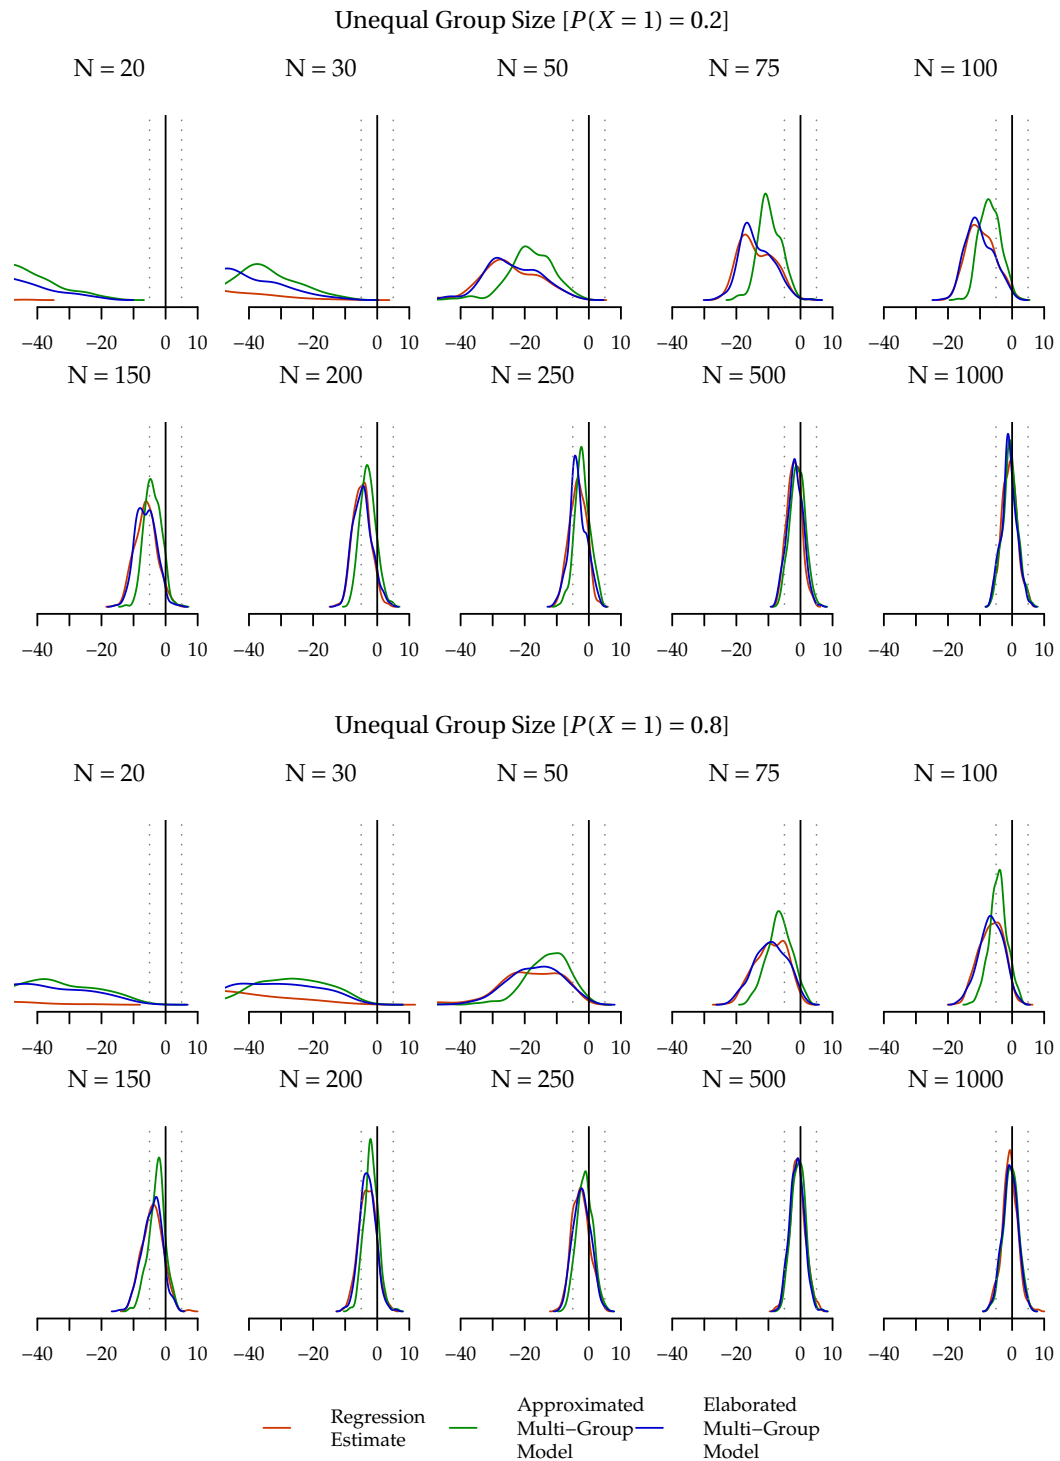 Unequal Group Size [P(X = 1) = 0.2]
N = 20 N = 30 N = 50 N = 75 N = 100
−40 −20 0 10 −40 −20 0 10 −40 −20 0 10 −40 −20 0 10 −40 −20 0 10
N = 150 N = 200 N = 250 N = 500 N = 1000
−40 −20 0 10 −40 −20 0 10 −40 −20 0 10 −40 −20 0 10 −40 −20 0 10
Unequal Group Size [P(X = 1) = 0.8]
N = 20 N = 30 N = 50 N = 75 N = 100
−40 −20 0 10 −40 −20 0 10 −40 −20 0 10 −40 −20 0 10 −40 −20 0 10
N = 150 N = 200 N = 250 N = 500 N = 1000
−40 −20 0 10 −40 −20 0 10 −40 −20 0 10 −40 −20 0 10 −40 −20 0 10
Regression
Estimate
Approximated
Multi−Group
Model
Elaborated
Multi−Group
Model